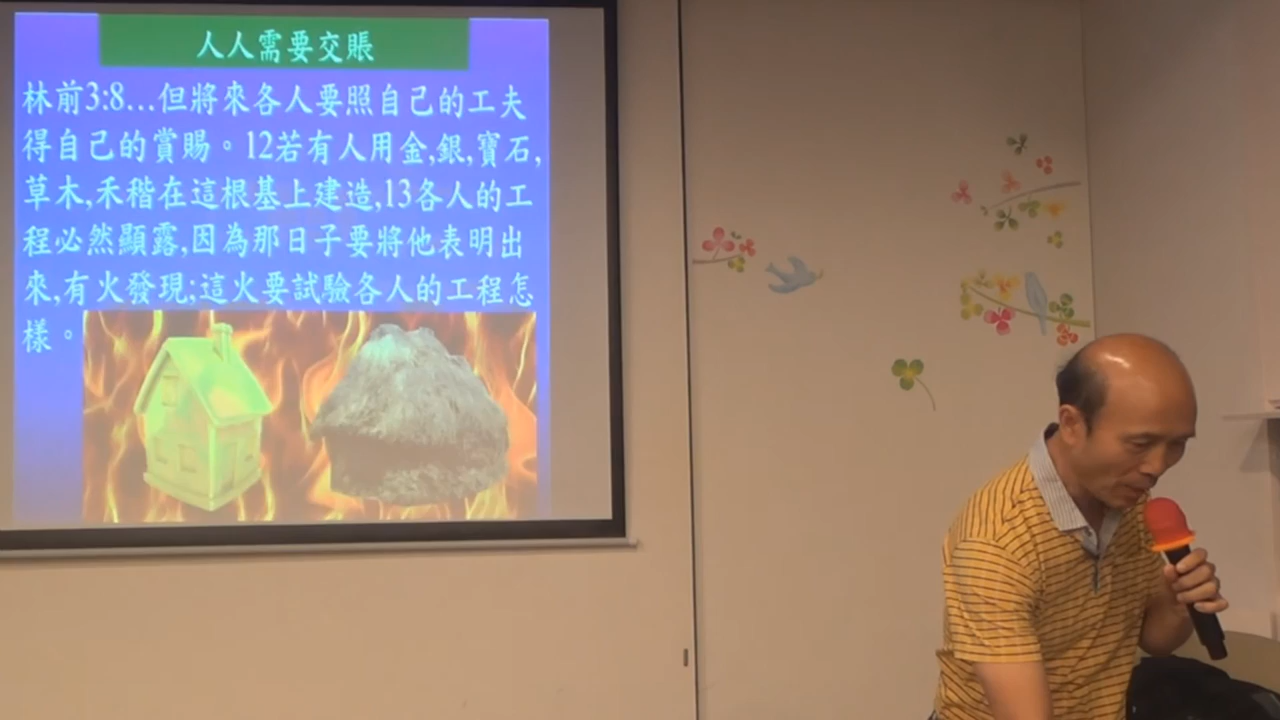 人人需要交賬
林前3:8...但將來各人要照自己的工夫
得自己的賞賜。12若有人用金,銀,寶石,
草木,禾稭在這根基上建造,13各人的工
程必然顯露,因為那日子要將他表明出
來,有火發現;這火要試驗各人的工程怎
樣。